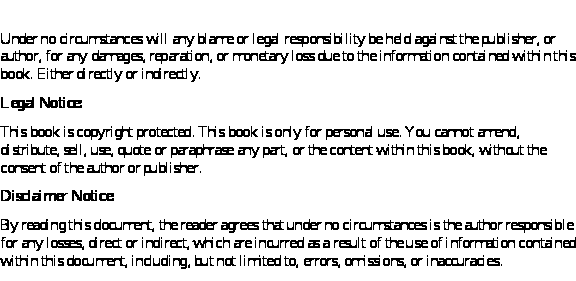 Under no circumstances will any blame or legal responsibility be held against the publisher, or
author, for any damages, reparation, or monetary loss due to the information contained within this
book. Either directly or indirectly.
Legal Notice:
This book is copyright protected. This book is only for personal use. You cannot amend,
distribute, sell, use, quote or paraphrase any part, or the content within this book, without the
consent of the author or publisher.
Disclaimer Notice:
By reading this document, the reader agrees that under no circumstances is the author responsible
for any losses, direct or indirect, which are incurred as a result of the use of information contained
within this document, including, but not limited to, errors, omissions, or inaccuracies.